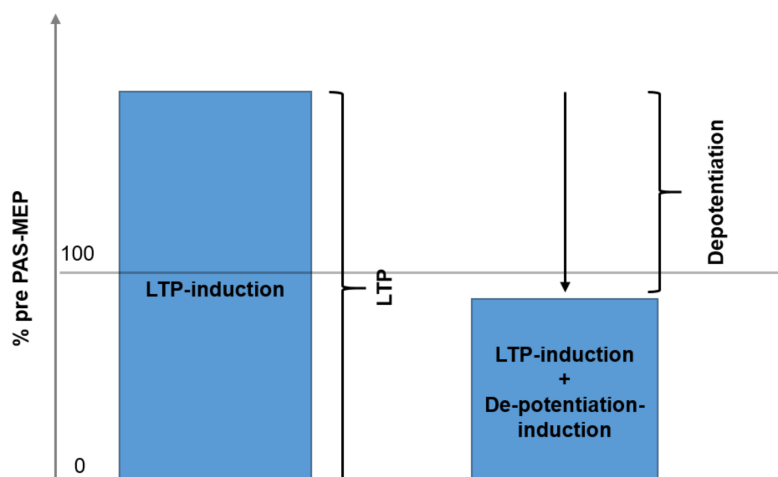 % pre PAS-MEP
100
0
LTP-induction
LTP
LTP-induction
+
De-potentiation-
induction
Depotentiation